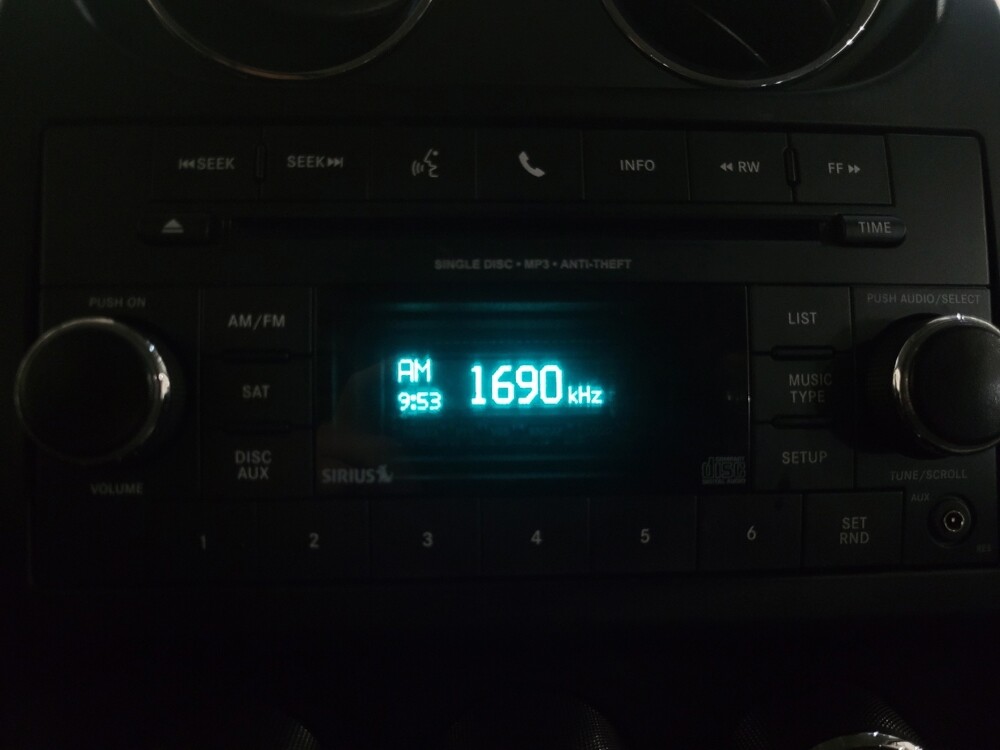 SEEK
SEEK
INFO
RW
FF
TIME
SINGLE DISC • MP3 • ANTI-THEFT
PUSH ON
PUSH AUDIO/SELECT
AM/FM
LIST
AM
1690 kHz
9:53
SAT
MUSIC
TYPE
DISC
AUX
SETUP
SIRIUS
disc
VOLUME
TUNE/SCROLL
AUX
1
2
3
4
5
6
SET
RND